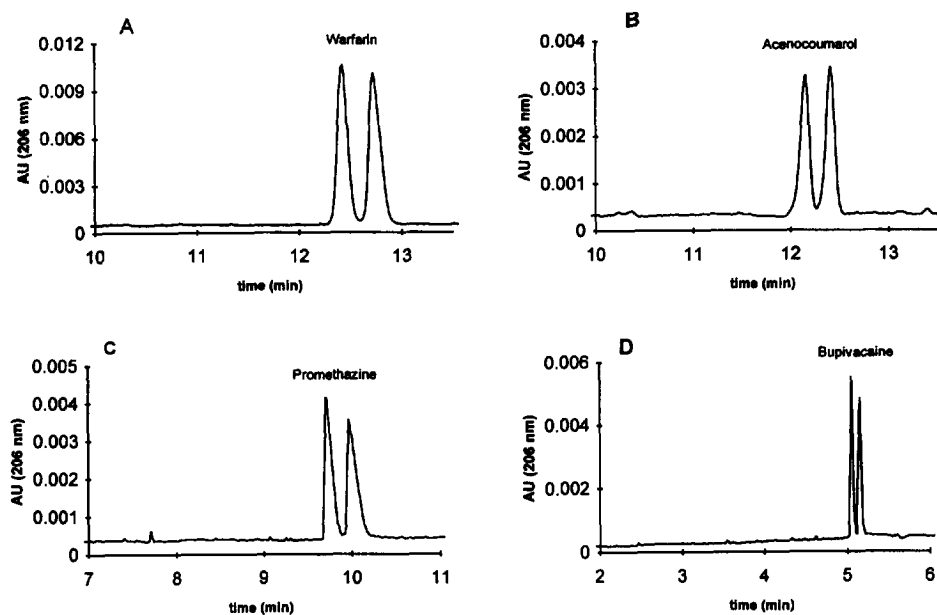 A
Warfarin
0.012
0.009
0.006
0.003
0
AU (206 nm)
10 11 12 13
time (min)
B
Acenocoumarol
0.004
0.003
0.002
0.001
0
AU (206 nm)
10 11 12 13
time (min)
C
Promethazine
0.005
0.004
0.003
0.002
0.001
0
AU (206 nm)
7 8 9 10 11
time (min)
D
Bupivacaine
0.006
0.004
0.002
0
AU (206 nm)
2 3 4 5 6
time (min)